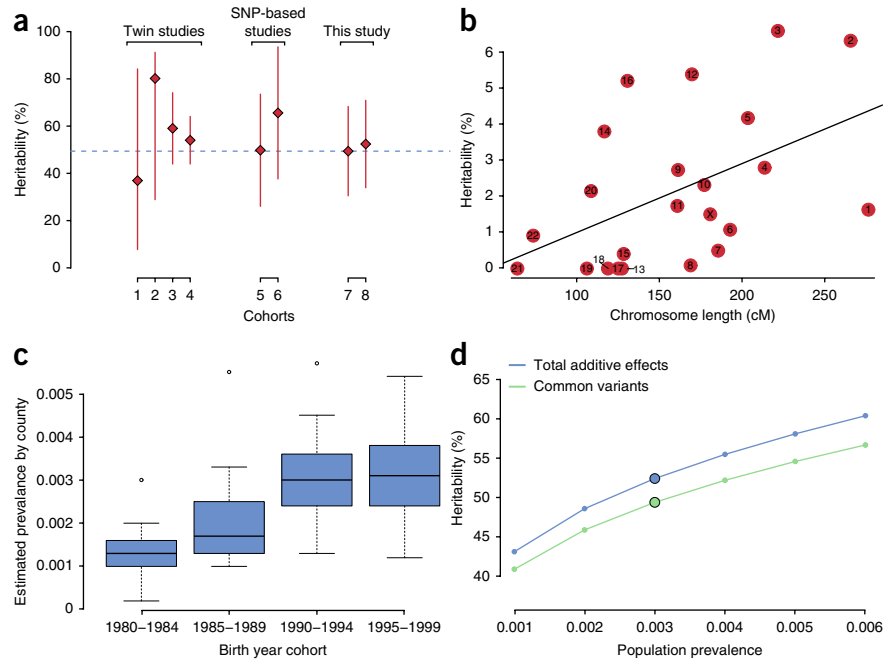 a
Twin studies
SNP-based
studies
This study
Heritability (%)
100
80
60
40
20
0
1 2 3 4 5 6 7 8
Cohorts
b
Heritability (%)
6
5
4
3
2
1
0
3
2
12
16
5
14
4
9
10
20
11
X
1
6
22
7
15
8
21
19
18
17
13
100 150 200 250
Chromosome length (cM)
c
Estimated prevalance by county
0.005
0.004
0.003
0.002
0.001
0
1980–1984 1985–1989 1990–1994 1995–1999
Birth year cohort
d
Total additive effects
Common variants
Heritability (%)
65
60
55
50
45
40
0.001 0.002 0.003 0.004 0.005 0.006
Population prevalence